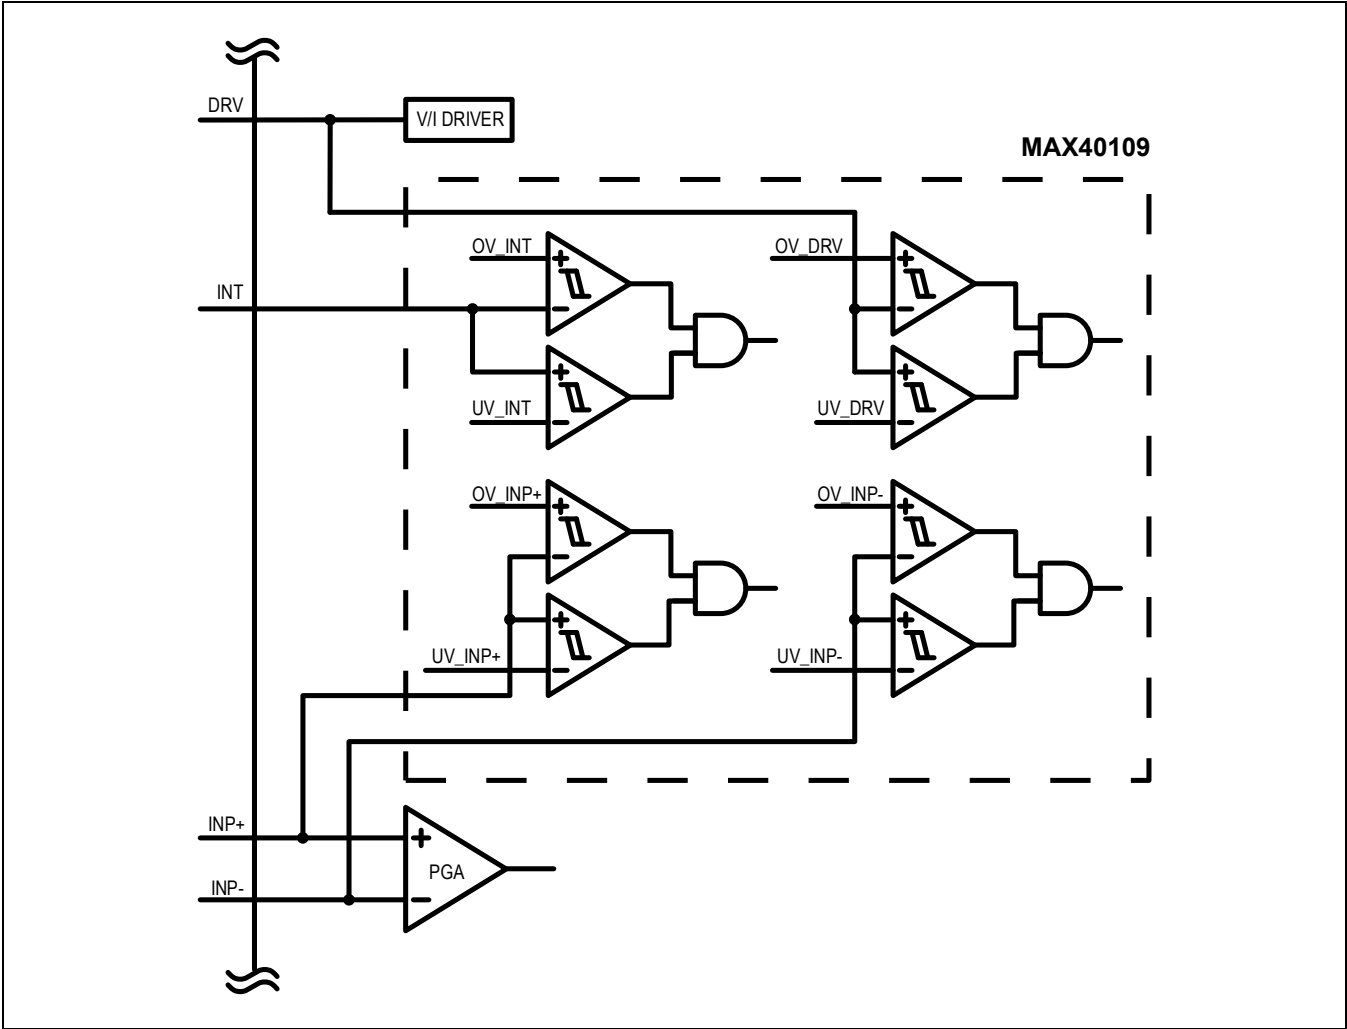 DRV
V/I DRIVER
MAX40109
OV_INT
OV_DRV
INT
UV_INT
UV_DRV
OV_INP+
OV_INP-
UV_INP+
UV_INP-
INP+
PGA
INP-